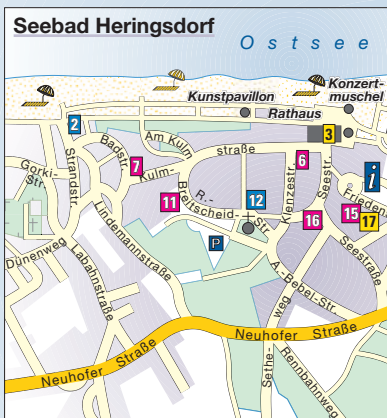 Seebad Heringsdorf
Ostsee
Kunstpavillon
Konzert-
muschel
Rathaus
2
3
Am Kulm
straße
Badstr.
7
Kulm-
6
i
Gorki-
Str.
Strandstr.
R.-
Breitscheid-
Str.
11
12
Klenzestr.
Seestr.
16
15
17
P
Lindemannstraße
Dünenweg
Labahnstraße
Seestraße
A.-Bebel-Str.
Sethe-
weg
Neuhofer Straße
Neuhofer Straße
Rennbahnweg